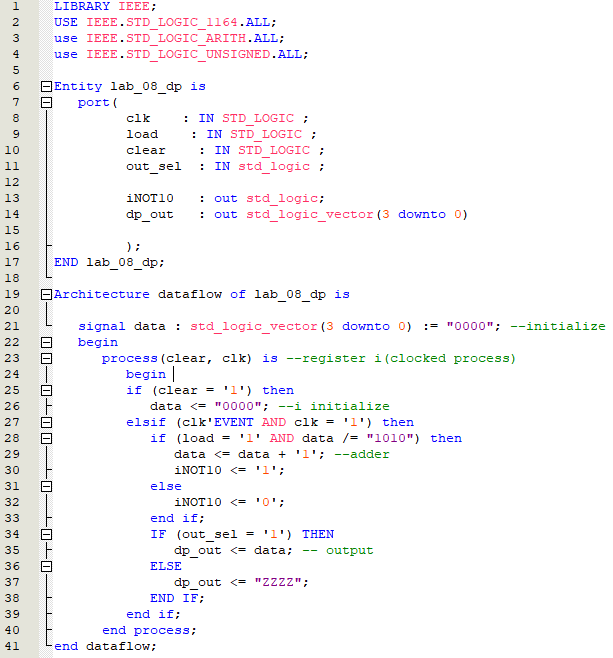 1 LIBRARY IEEE;
2 USE IEEE.STD_LOGIC_1164.ALL;
3 use IEEE.STD_LOGIC_ARITH.ALL;
4 use IEEE.STD_LOGIC_UNSIGNED.ALL;
5
6 Entity lab_08_dp is
7 port(
8 clk : IN STD_LOGIC ;
9 load : IN STD_LOGIC ;
10 clear : IN STD_LOGIC ;
11 out_sel : IN std_logic ;
12
13 iNOT10 : out std_logic;
14 dp_out : out std_logic_vector(3 downto 0)
15
16 );
17 END lab_08_dp;
18
19 Architecture dataflow of lab_08_dp is
20
21 signal data : std_logic_vector(3 downto 0) := "0000"; --initialize
22 begin
23 process(clear, clk) is --register i(clocked process)
24 begin
25 if (clear = '1') then
26 data <= "0000"; --i initialize
27 elsif (clk'EVENT AND clk = '1') then
28 if (load = '1' AND data /= "1010") then
29 data <= data + '1'; --adder
30 iNOT10 <= '1';
31 else
32 iNOT10 <= '0';
33 end if;
34 IF (out_sel = '1') THEN
35 dp_out <= data; -- output
36 ELSE
37 dp_out <= "ZZZZ";
38 END IF;
39 end if;
40 end process;
41 end dataflow;